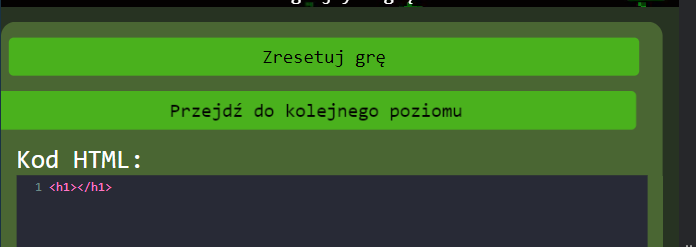 Zresetuj grę
Przejdź do kolejnego poziomu
Kod HTML:
1 <h1></h1>